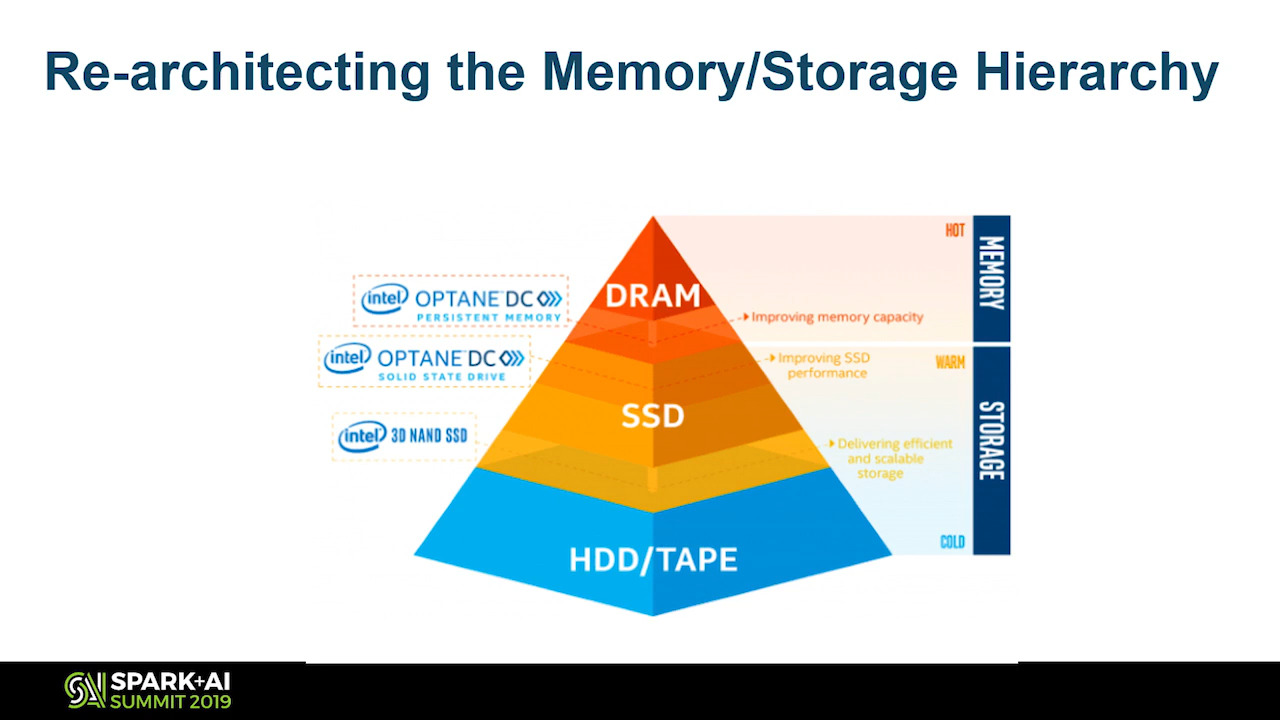 Re-architecting the Memory/Storage Hierarchy
HOT
MEMORY
intel OPTANE™ DC
PERSISTENT MEMORY
DRAM
Improving memory capacity
intel OPTANE™ DC
SOLID STATE DRIVE
Improving SSD
performance
WARM
SSD
STORAGE
intel 3D NAND SSD
Delivering efficient
and scalable
storage
COLD
HDD/TAPE
SPARK+AI
SUMMIT 2019